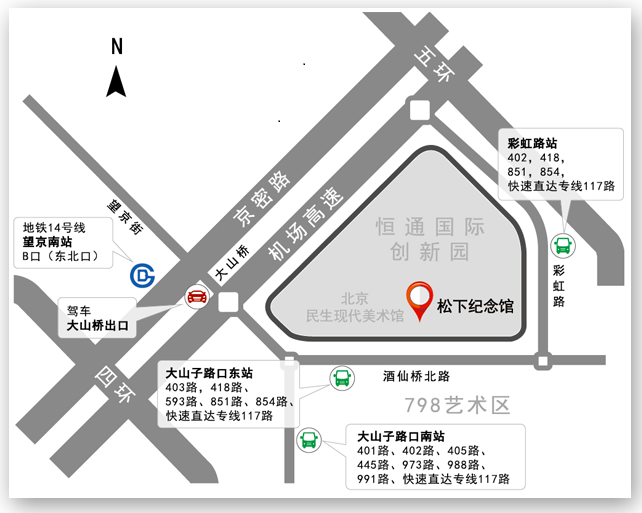 N
五环
彩虹路站
402, 418,
851, 854,
快速直达专线117路
京密路
机场高速
望京街
恒通国际
创新园
地铁14号线
望京南站
B口（东北口）
大山桥
彩虹路
驾车
大山桥出口
北京
民生现代美术馆
松下纪念馆
四环
大山子路口东站
403路, 418路、
593路、851路、854路、
快速直达专线117路
酒仙桥北路
798艺术区
大山子路口南站
401路、402路、405路、
445路、973路、988路、
991路、快速直达专线117路